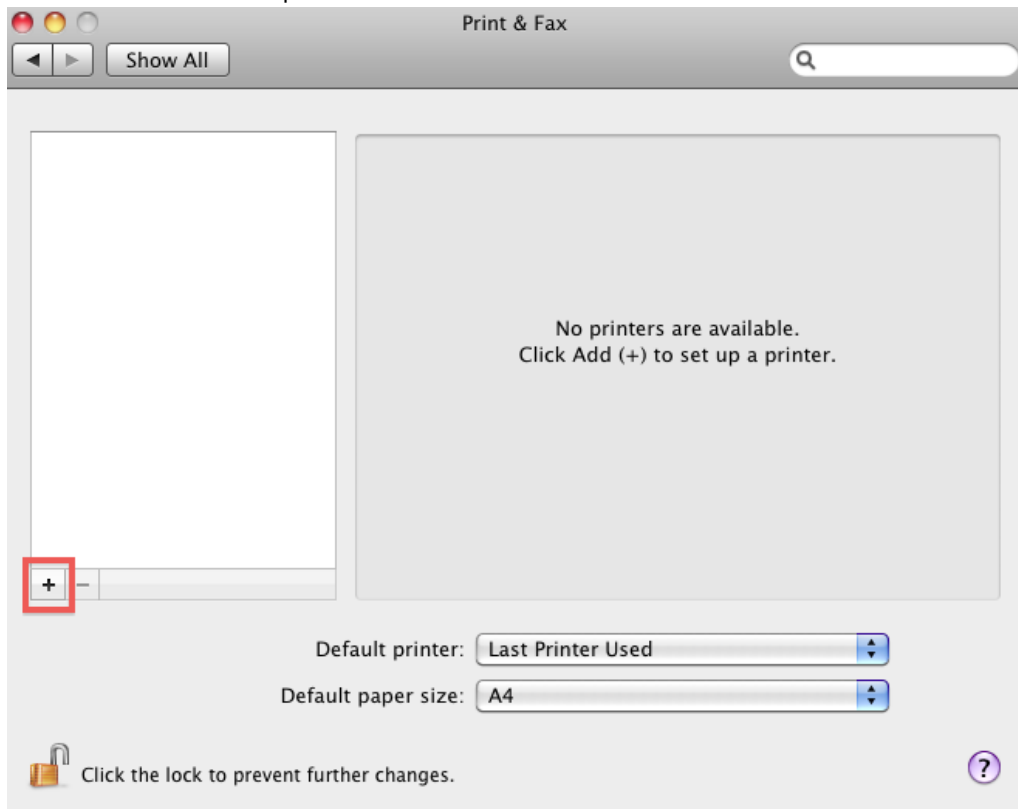 Print & Fax
Show All
No printers are available.
Click Add (+) to set up a printer.
+ −
Default printer: Last Printer Used
Default paper size: A4
Click the lock to prevent further changes.
?